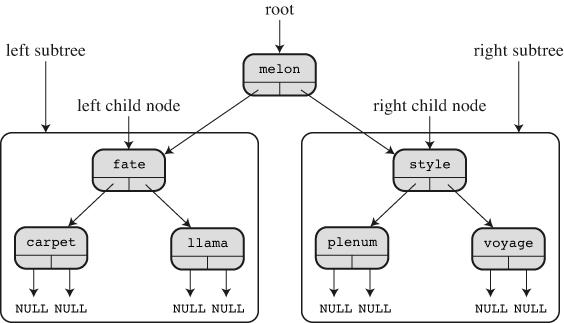 root
left subtree
right subtree
melon
left child node
right child node
fate
style
carpet
llama
plenum
voyage
NULL NULL
NULL NULL
NULL NULL
NULL NULL